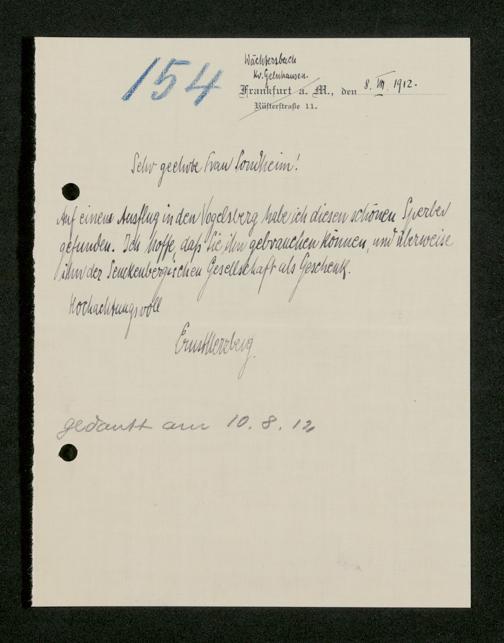 154
Wächtersbach
Kr. Gelnhausen.
Frankfurt a. M., den 8. VIII. 1912.
Rüsterstraße 11.
Sehr geehrte Frau Sondheim!
Auf einem Ausflug in den Vogelsberg habe ich diesen schönen Sperber
gefunden. Ich hoffe, daß Sie ihn gebrauchen können, und überweise
ihn der Senckenbergischen Gesellschaft als Geschenk.
Hochachtungsvoll
Ernst Herzberg.
gedankt am 10. 8. 12